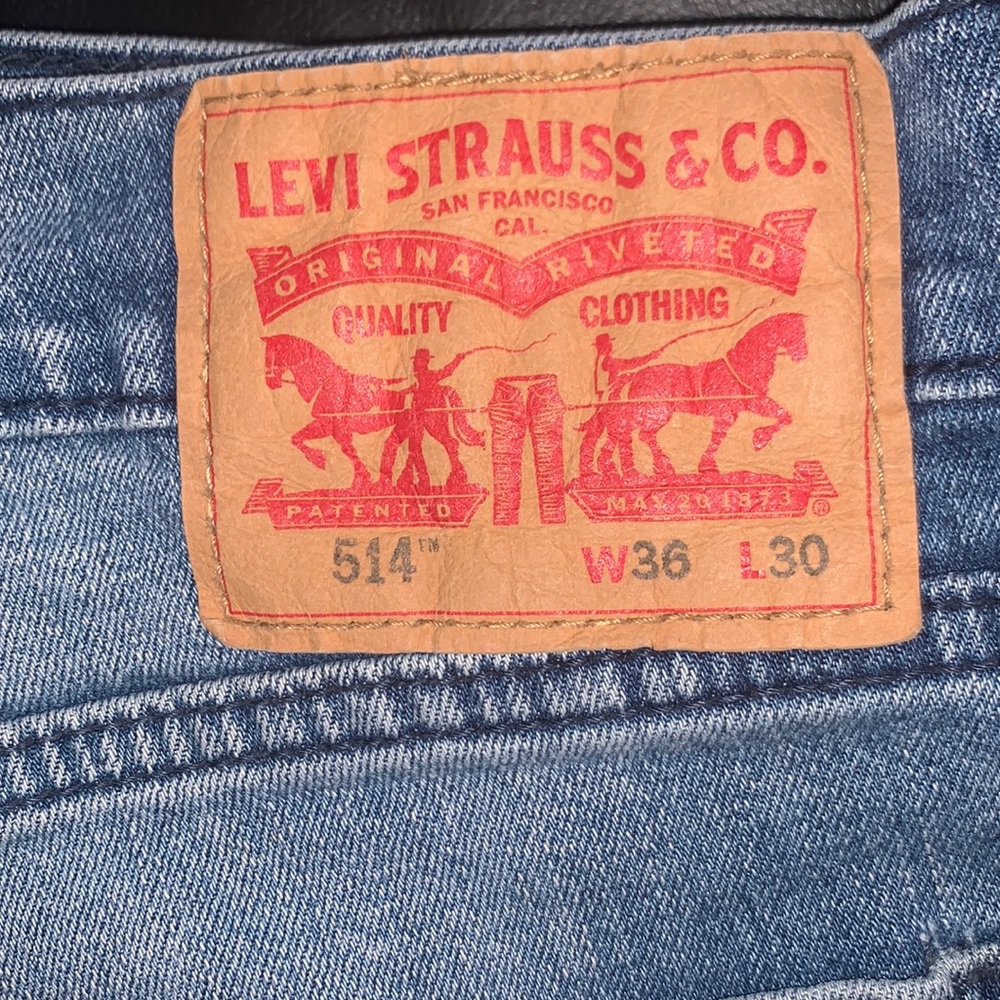 LEVI STRAUSS & CO.
SAN FRANCISCO
CAL.
ORIGINAL RIVETED
QUALITY CLOTHING
PATENTED MAY 20 1873 ®
514™ W36 L30